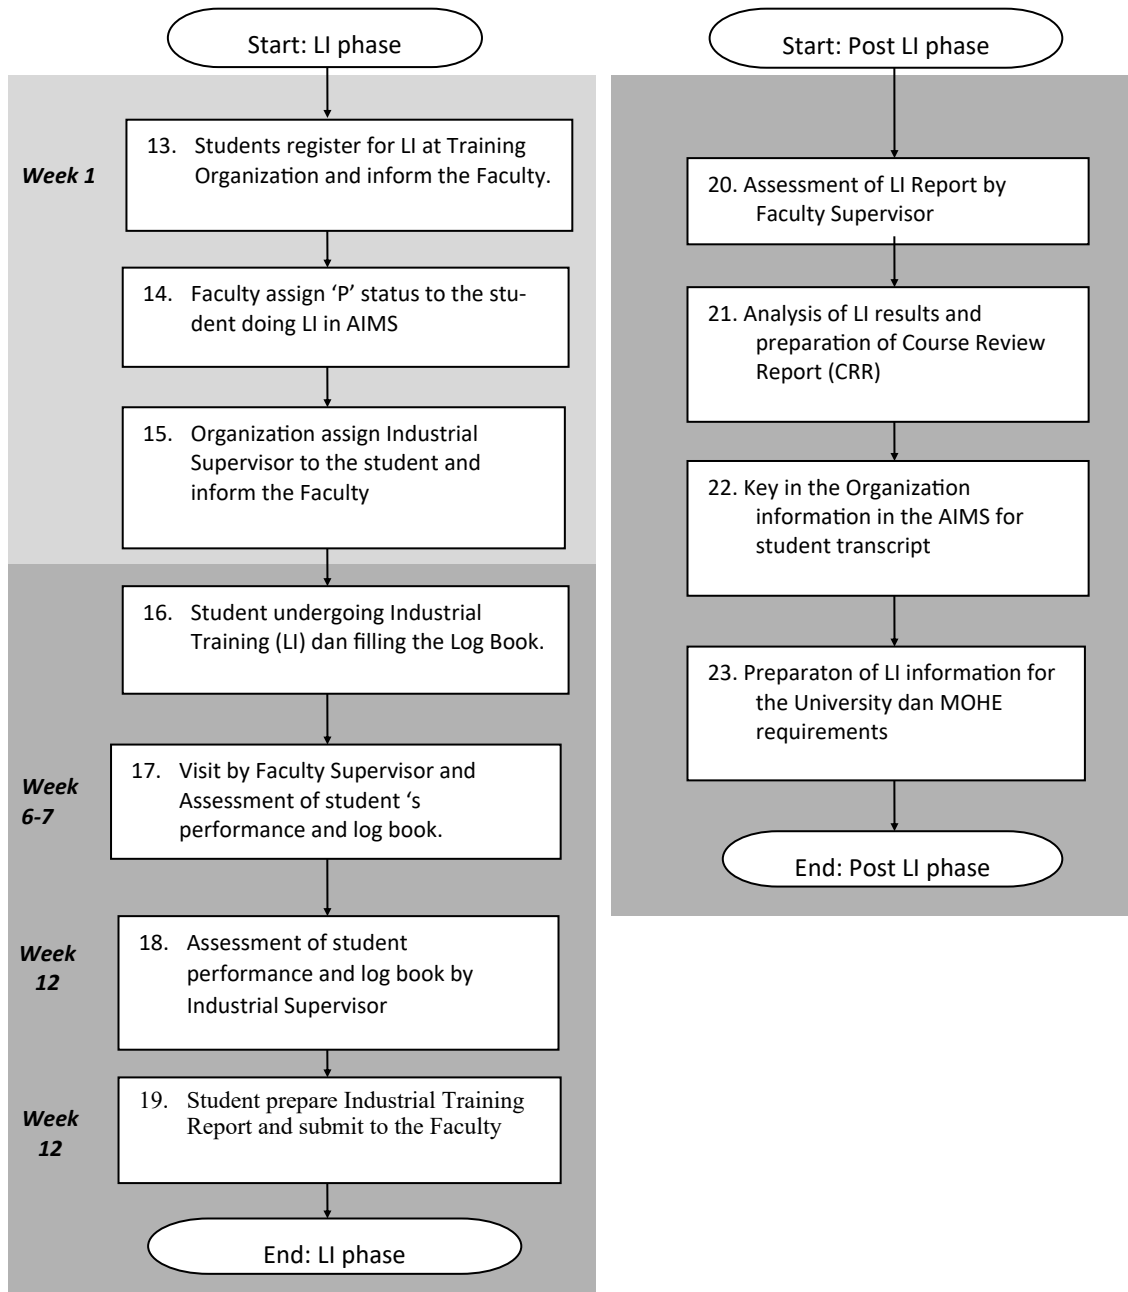 Start: LI phase
Week 1
13. Students register for LI at Training
Organization and inform the Faculty.
14. Faculty assign ‘P’ status to the stu-
dent doing LI in AIMS
15. Organization assign Industrial
Supervisor to the student and
inform the Faculty
16. Student undergoing Industrial
Training (LI) dan filling the Log Book.
Week
6-7
17. Visit by Faculty Supervisor and
Assessment of student ‘s
performance and log book.
Week
12
18. Assessment of student
performance and log book by
Industrial Supervisor
Week
12
19. Student prepare Industrial Training
Report and submit to the Faculty
End: LI phase
Start: Post LI phase
20. Assessment of LI Report by
Faculty Supervisor
21. Analysis of LI results and
preparation of Course Review
Report (CRR)
22. Key in the Organization
information in the AIMS for
student transcript
23. Preparaton of LI information for
the University dan MOHE
requirements
End: Post LI phase